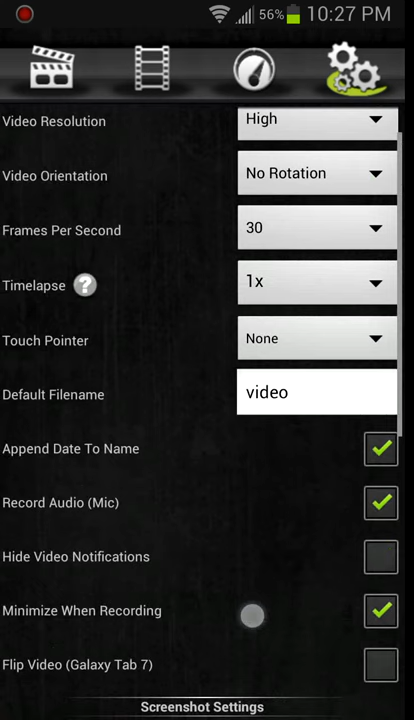 56% 10:27 PM
Video Resolution High
Video Orientation No Rotation
Frames Per Second 30
Timelapse ? 1x
Touch Pointer None
Default Filename video
Append Date To Name
Record Audio (Mic)
Hide Video Notifications
Minimize When Recording
Flip Video (Galaxy Tab 7)
Screenshot Settings